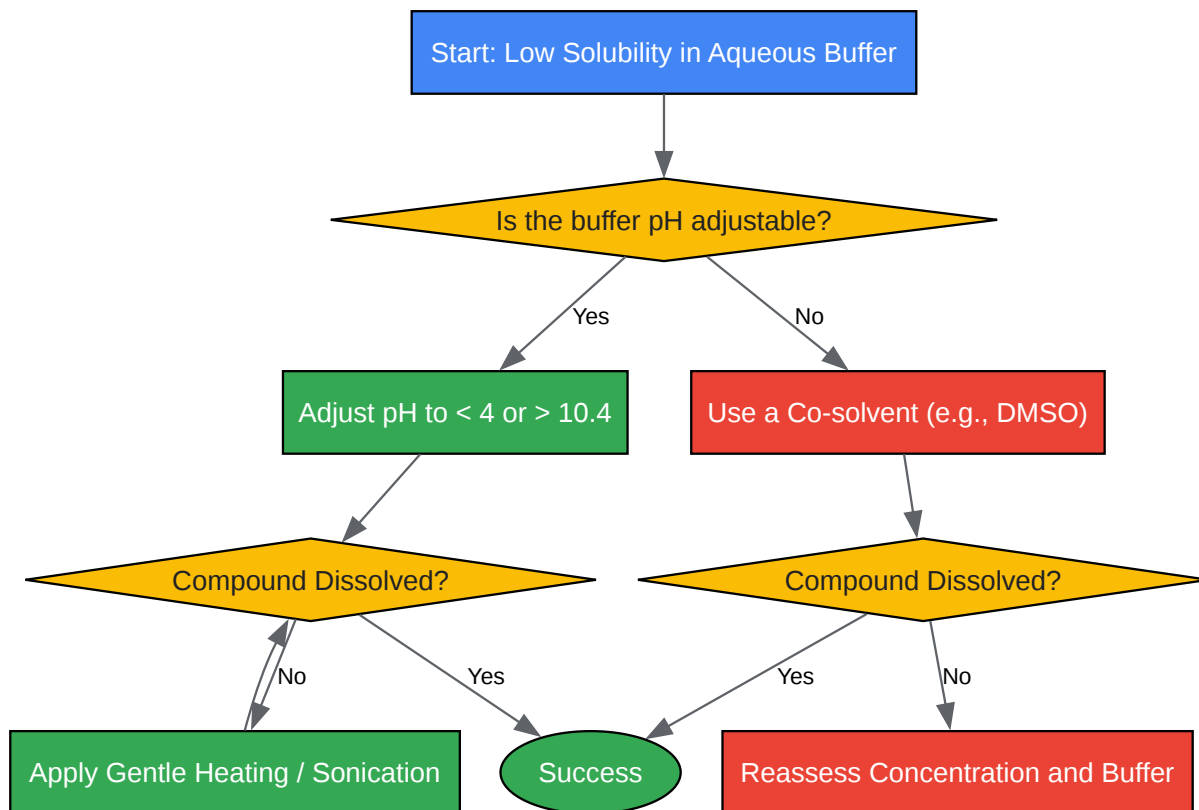 Start: Low Solubility in Aqueous Buffer
Is the buffer pH adjustable?
Yes
No
Adjust pH to < 4 or > 10.4
Use a Co-solvent (e.g., DMSO)
Compound Dissolved?
Compound Dissolved?
No
Yes
Yes
No
Apply Gentle Heating / Sonication
Success
Reassess Concentration and Buffer